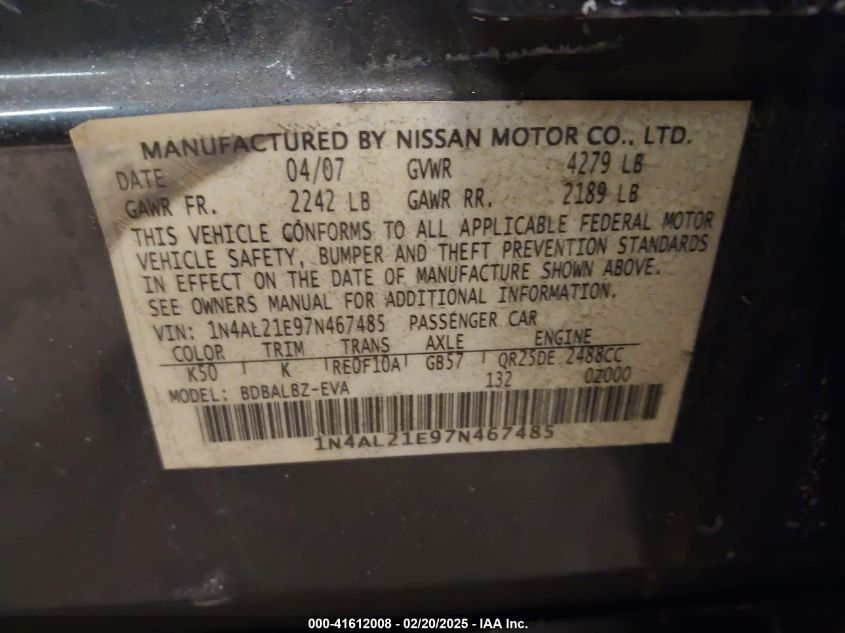 MANUFACTURED BY NISSAN MOTOR CO., LTD.
DATE 04/07 GVWR 4279 LB
GAWR FR. 2242 LB GAWR RR. 2189 LB
THIS VEHICLE CONFORMS TO ALL APPLICABLE FEDERAL MOTOR
VEHICLE SAFETY, BUMPER AND THEFT PREVENTION STANDARDS
IN EFFECT ON THE DATE OF MANUFACTURE SHOWN ABOVE.
SEE OWNERS MANUAL FOR ADDITIONAL INFORMATION.
VIN: 1N4AL21E97N467485 PASSENGER CAR
COLOR TRIM TRANS AXLE ENGINE
K50 K RE0F10A GB57 QR25DE 2488CC
MODEL: BDBALBZ-EVA 132 0Z000
1N4AL21E97N467485
000-41612008 - 02/20/2025 - IAA Inc.